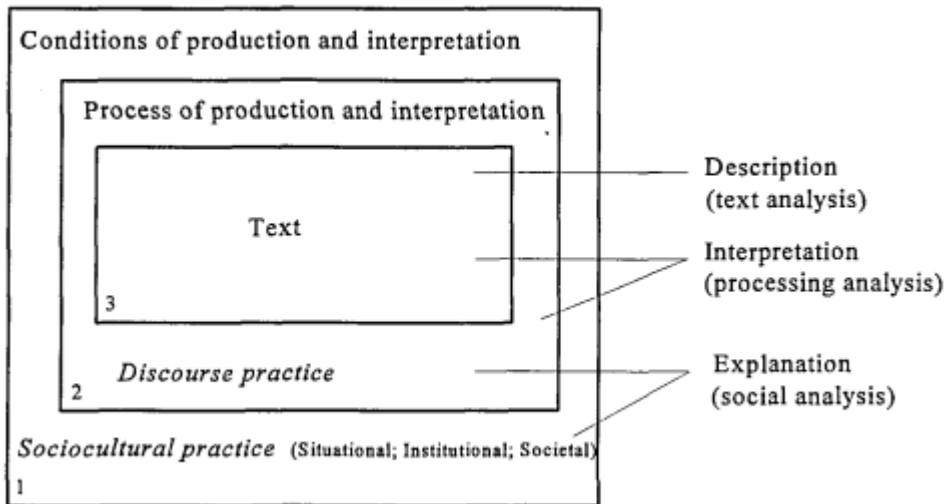 Conditions of production and interpretation
Process of production and interpretation
Text
3
Discourse practice
2
Sociocultural practice (Situational; Institutional; Societal)
1
Description
(text analysis)
Interpretation
(processing analysis)
Explanation
(social analysis)